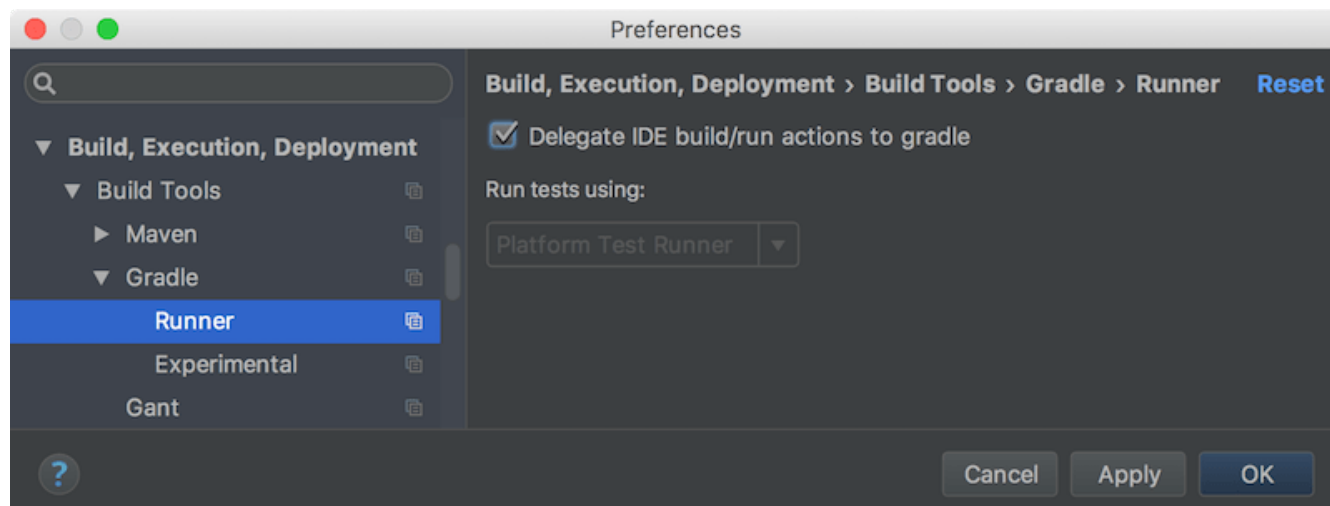 Preferences
Build, Execution, Deployment › Build Tools › Gradle › Runner Reset
Build, Execution, Deployment
Delegate IDE build/run actions to gradle
Build Tools
Run tests using:
Maven
Platform Test Runner
Gradle
Runner
Experimental
Gant
? Cancel Apply OK